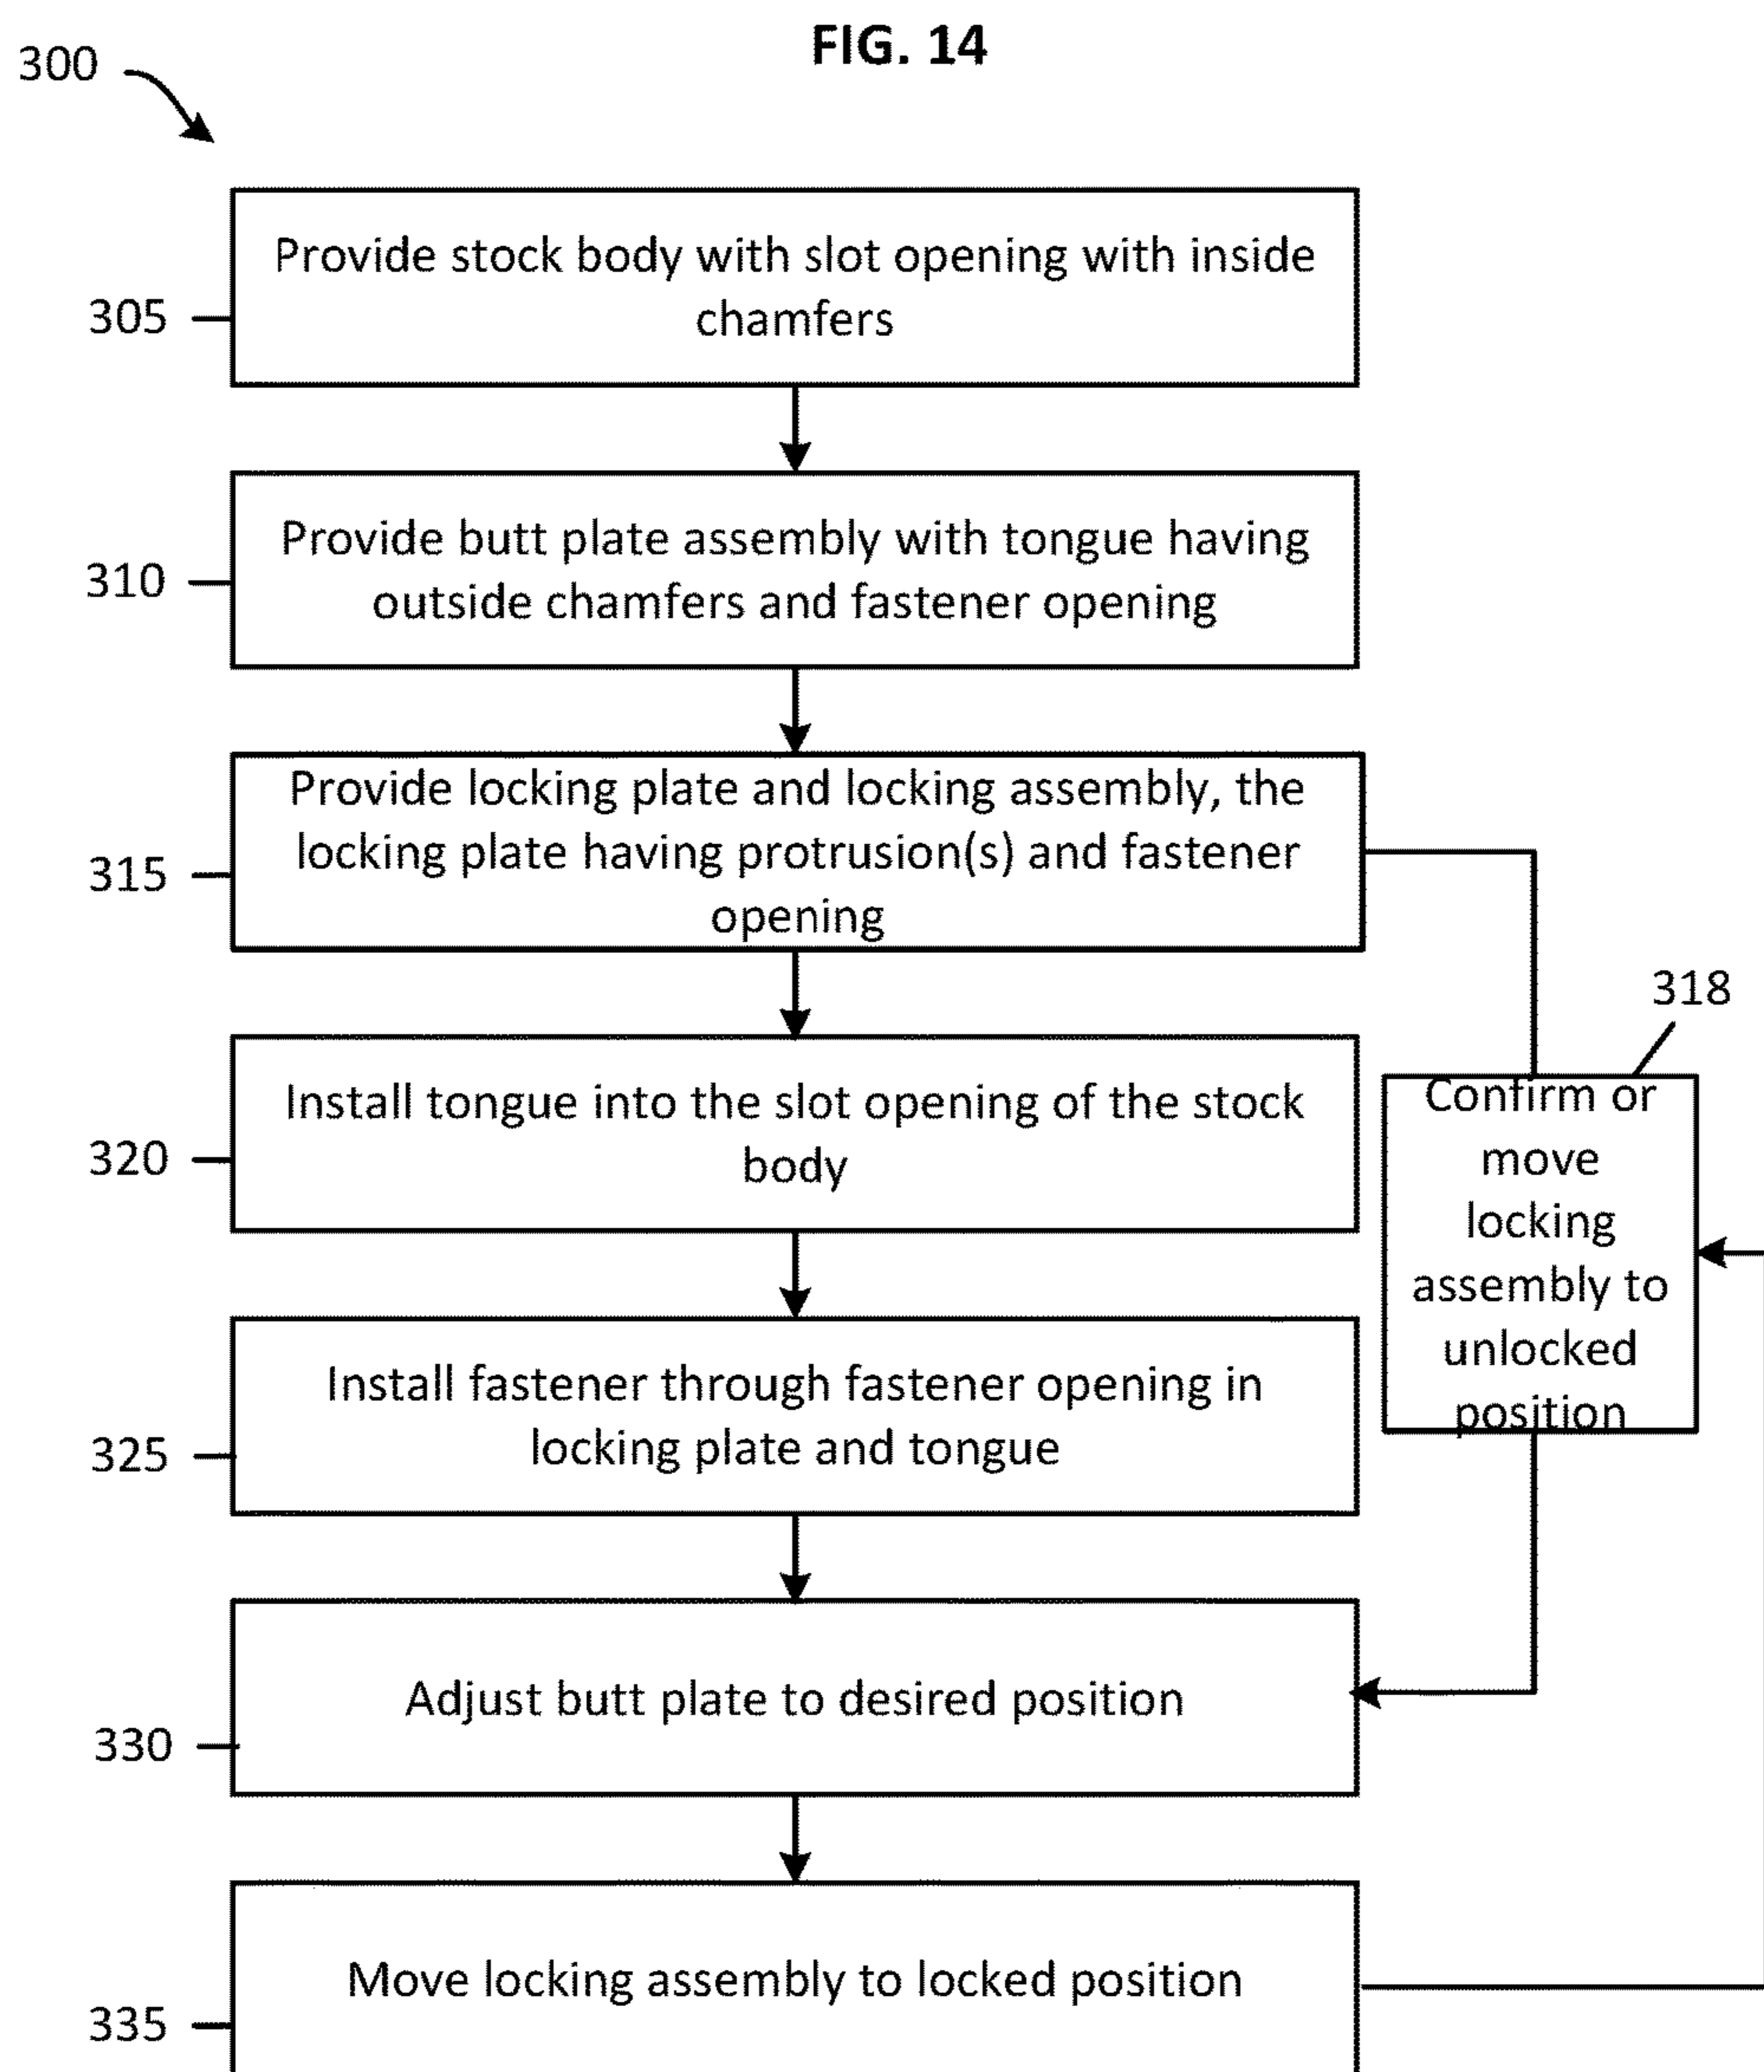 FIG. 14
300
Provide stock body with slot opening with inside
chamfers
305
Provide butt plate assembly with tongue having
outside chamfers and fastener opening
310
Provide locking plate and locking assembly, the
locking plate having protrusion(s) and fastener
opening
315
318
Confirm or
move
locking
assembly to
unlocked
position
Install tongue into the slot opening of the stock
body
320
Install fastener through fastener opening in
locking plate and tongue
325
Adjust butt plate to desired position
330
Move locking assembly to locked position
335